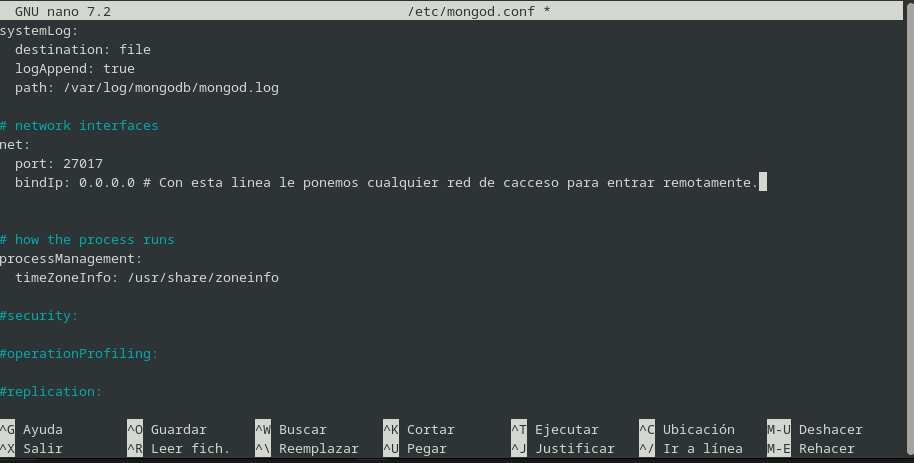 GNU nano 7.2 /etc/mongod.conf *
systemLog:
  destination: file
  logAppend: true
  path: /var/log/mongodb/mongod.log
# network interfaces
net:
  port: 27017
  bindIp: 0.0.0.0 # Con esta linea le ponemos cualquier red de cacceso para entrar remotamente.
# how the process runs
processManagement:
  timeZoneInfo: /usr/share/zoneinfo
#security:
#operationProfiling:
#replication:
^G Ayuda ^O Guardar ^W Buscar ^K Cortar ^T Ejecutar ^C Ubicación M-U Deshacer
^X Salir ^R Leer fich. ^\ Reemplazar ^U Pegar ^J Justificar ^/ Ir a línea M-E Rehacer